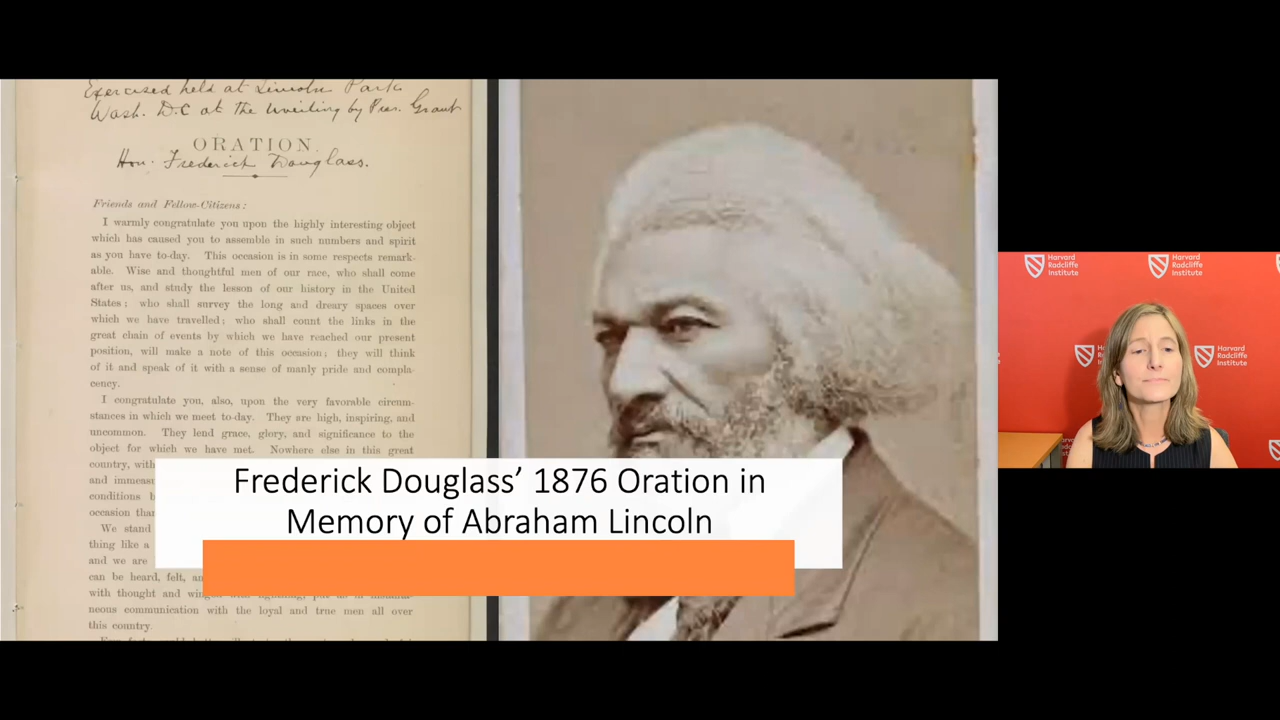 Exercised held at Lincoln Park
Wash. D.C at the unveiling by Pres. Grant
ORATION.
Hon. Frederick Douglass.
Friends and Fellow-Citizens:
I warmly congratulate you upon the highly interesting object
which has caused you to assemble in such numbers and spirit
as you have to-day. This occasion is in some respects remark-
able. Wise and thoughtful men of our race, who shall come
after us, and study the lesson of our history in the United
States; who shall survey the long and dreary spaces over
which we have travelled; who shall count the links in the
great chain of events by which we have reached our present
position, will make a note of this occasion; they will think
of it and speak of it with a sense of manly pride and compla-
cency.
I congratulate you, also, upon the very favorable circum-
stances in which we meet to-day. They are high, inspiring, and
uncommon. They lend grace, glory, and significance to the
object for which we have met. Nowhere else in this great
country, with
and immeas
conditions b
occasion than
We stand
thing like a
and we are
can be heard, felt, an
with thought and
neous communication with the loyal and true men all over
this country.
Frederick Douglass’ 1876 Oration in
Memory of Abraham Lincoln
Harvard
Radcliffe
Institute
Harvard
Radcliffe
Institute
Harvard
Radcliffe
Institute